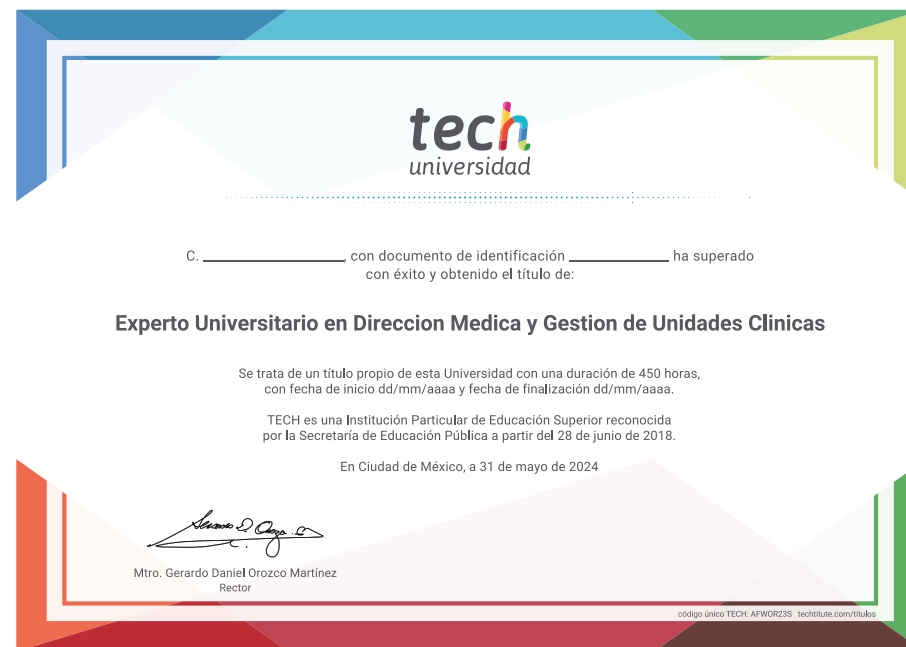 tech
universidad
C. ____________, con documento de identificación ____________ ha superado
con éxito y obtenido el título de:
Experto Universitario en Direccion Medica y Gestion de Unidades Clinicas
Se trata de un título propio de esta Universidad con una duración de 450 horas,
con fecha de inicio dd/mm/aaaa y fecha de finalización dd/mm/aaaa.
TECH es una Institución Particular de Educación Superior reconocida
por la Secretaría de Educación Pública a partir del 28 de junio de 2018.
En Ciudad de México, a 31 de mayo de 2024
Mtro. Gerardo Daniel Orozco Martínez
Rector
código único TECH: AFWOR23S techtitute.com/titulos